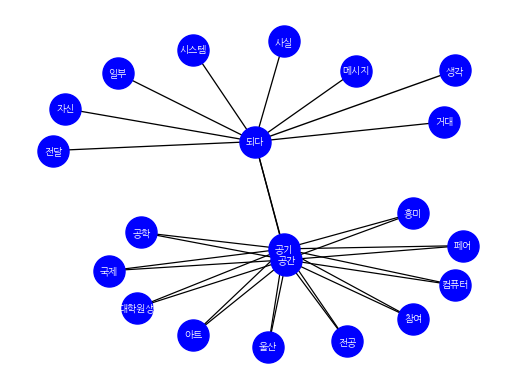 사실
시스템
생각
메시지
일부
자신
거대
되다
전달
흥미
공학
페어
공기
공간
국제
컴퓨터
대학원생
참여
아트
전공
울산